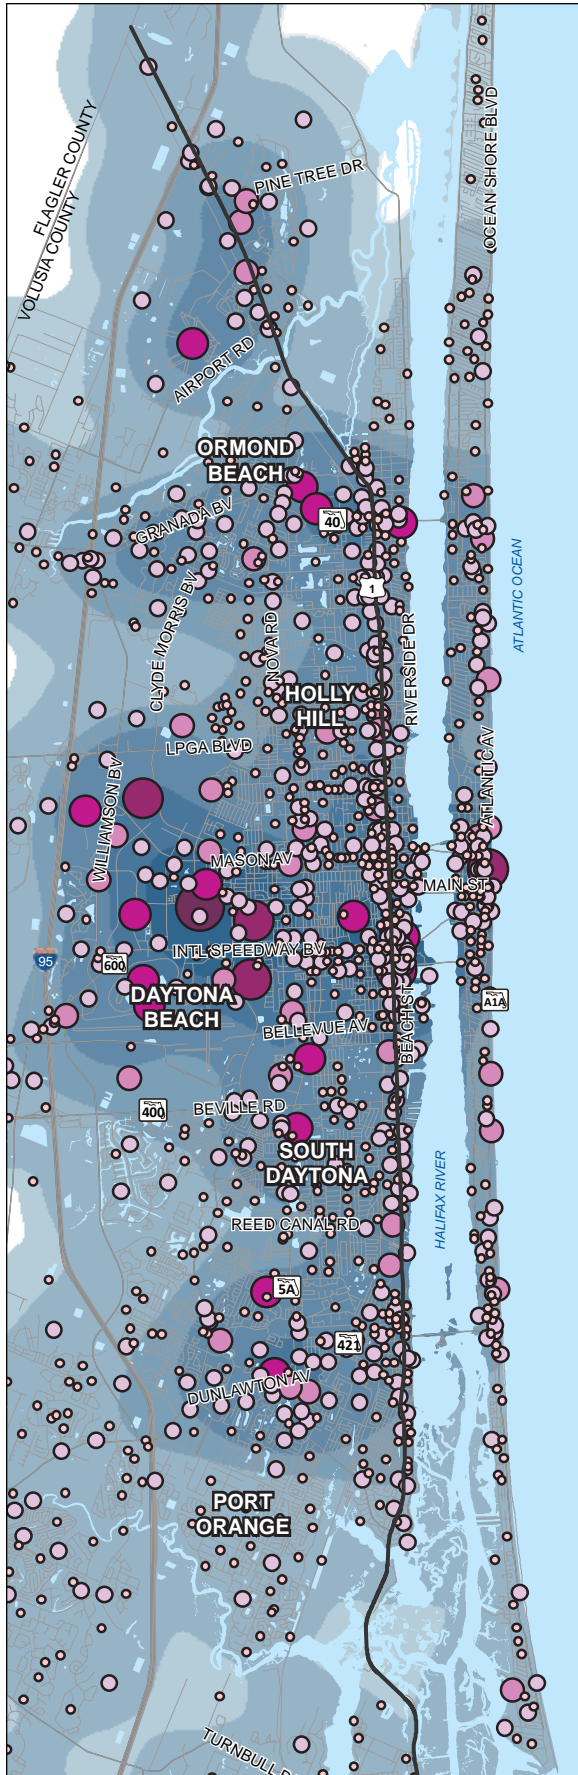 OCEAN SHORE BLVD
FLAGLER COUNTY
VOLUSIA COUNTY
PINE TREE DR
AIRPORT RD
ORMOND
BEACH
GRANADA BV
40
1
ATLANTIC OCEAN
CLYDE MORRIS BV
NOVA RD
RIVERSIDE DR
HOLLY
HILL
LPGA BLVD
ATLANTIC AV
WILLIAMSON BV
MASON AV
MAIN ST
INTL SPEEDWAY BV
95
600
DAYTONA
BEACH
A1A
BELLEVUE AV
BEACH ST
400
BEVILLE RD
SOUTH
DAYTONA
HALIFAX RIVER
REED CANAL RD
5A
421
DUNLAWTON AV
PORT
ORANGE
TURNBULL